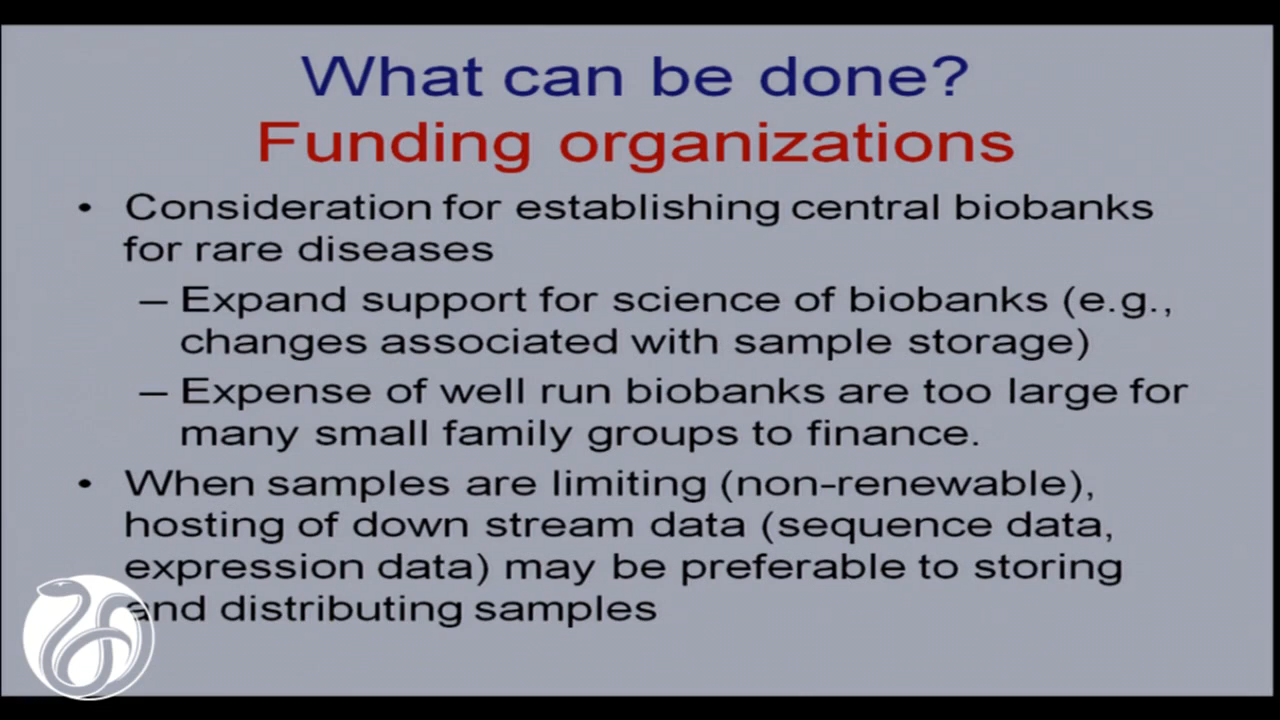 What can be done?
Funding organizations
• Consideration for establishing central biobanks
for rare diseases
– Expand support for science of biobanks (e.g.,
changes associated with sample storage)
– Expense of well run biobanks are too large for
many small family groups to finance.
• When samples are limiting (non-renewable),
hosting of down stream data (sequence data,
expression data) may be preferable to storing
and distributing samples